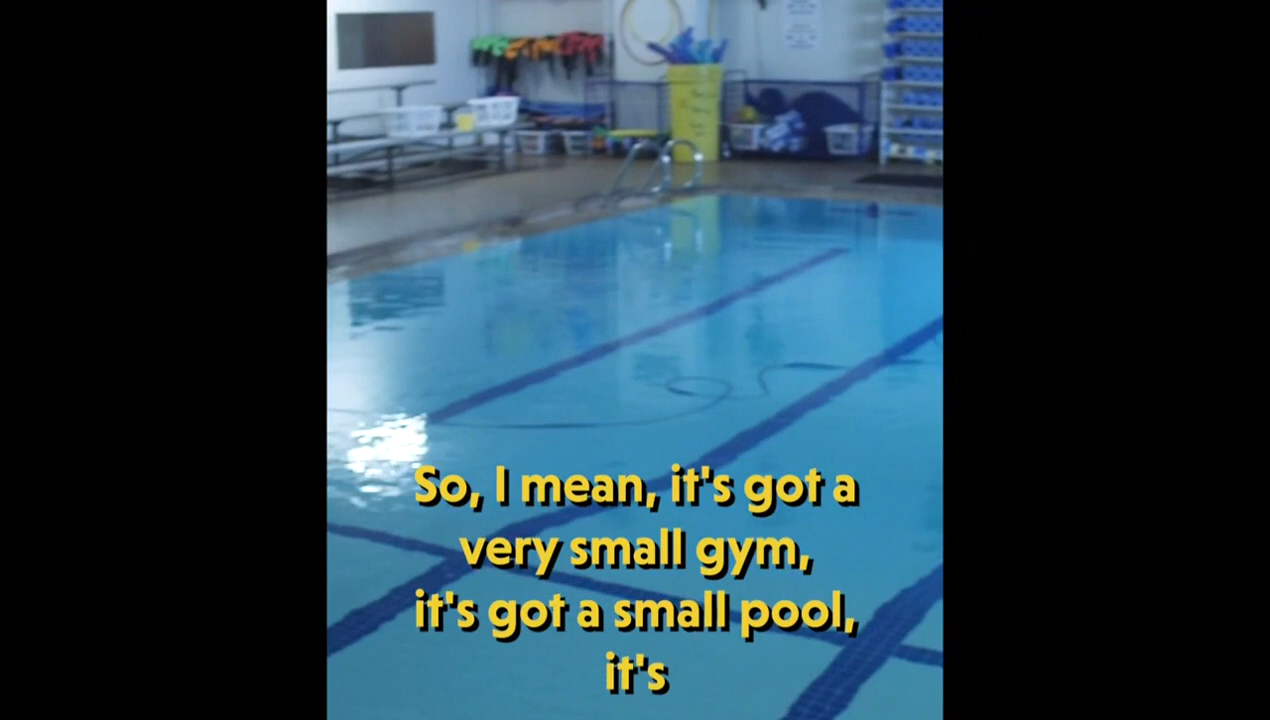 So, I mean, it's got a
very small gym,
it's got a small pool,
it's